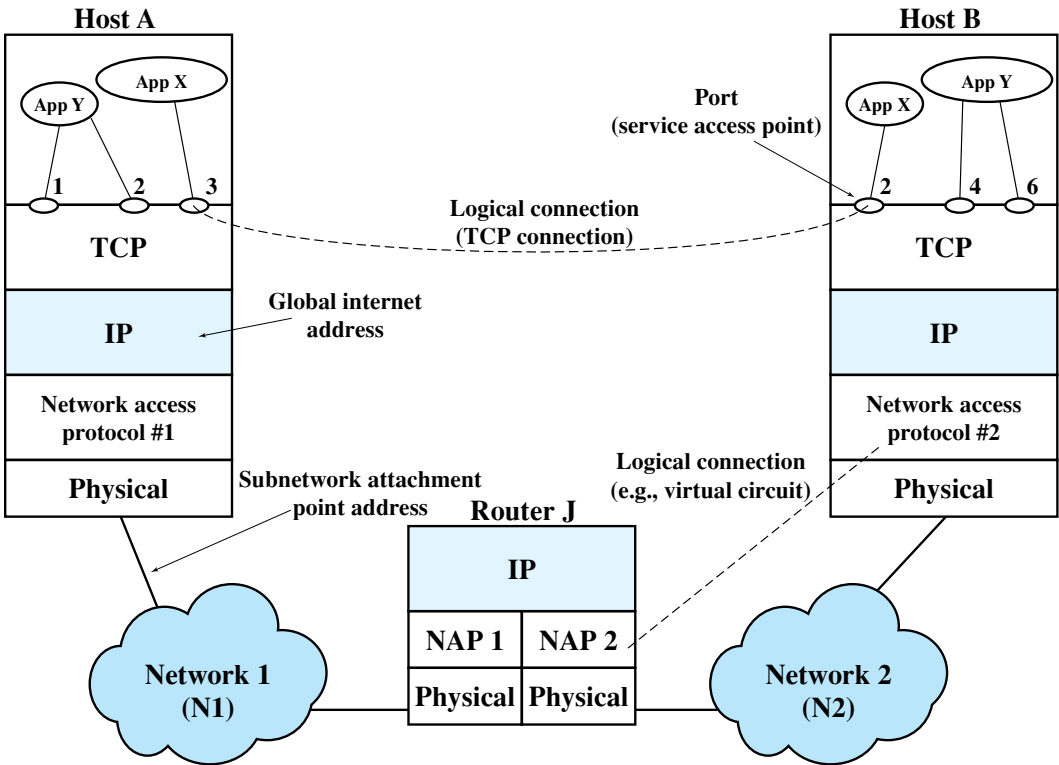 Host A
Host B
App Y
App X
Port
(service access point)
App X
App Y
1
2
3
2
4
6
Logical connection
(TCP connection)
TCP
TCP
Global internet
address
IP
IP
Network access
protocol #1
Network access
protocol #2
Subnetwork attachment
point address
Logical connection
(e.g., virtual circuit)
Physical
Physical
Router J
IP
NAP 1
NAP 2
Physical
Physical
Network 1
(N1)
Network 2
(N2)